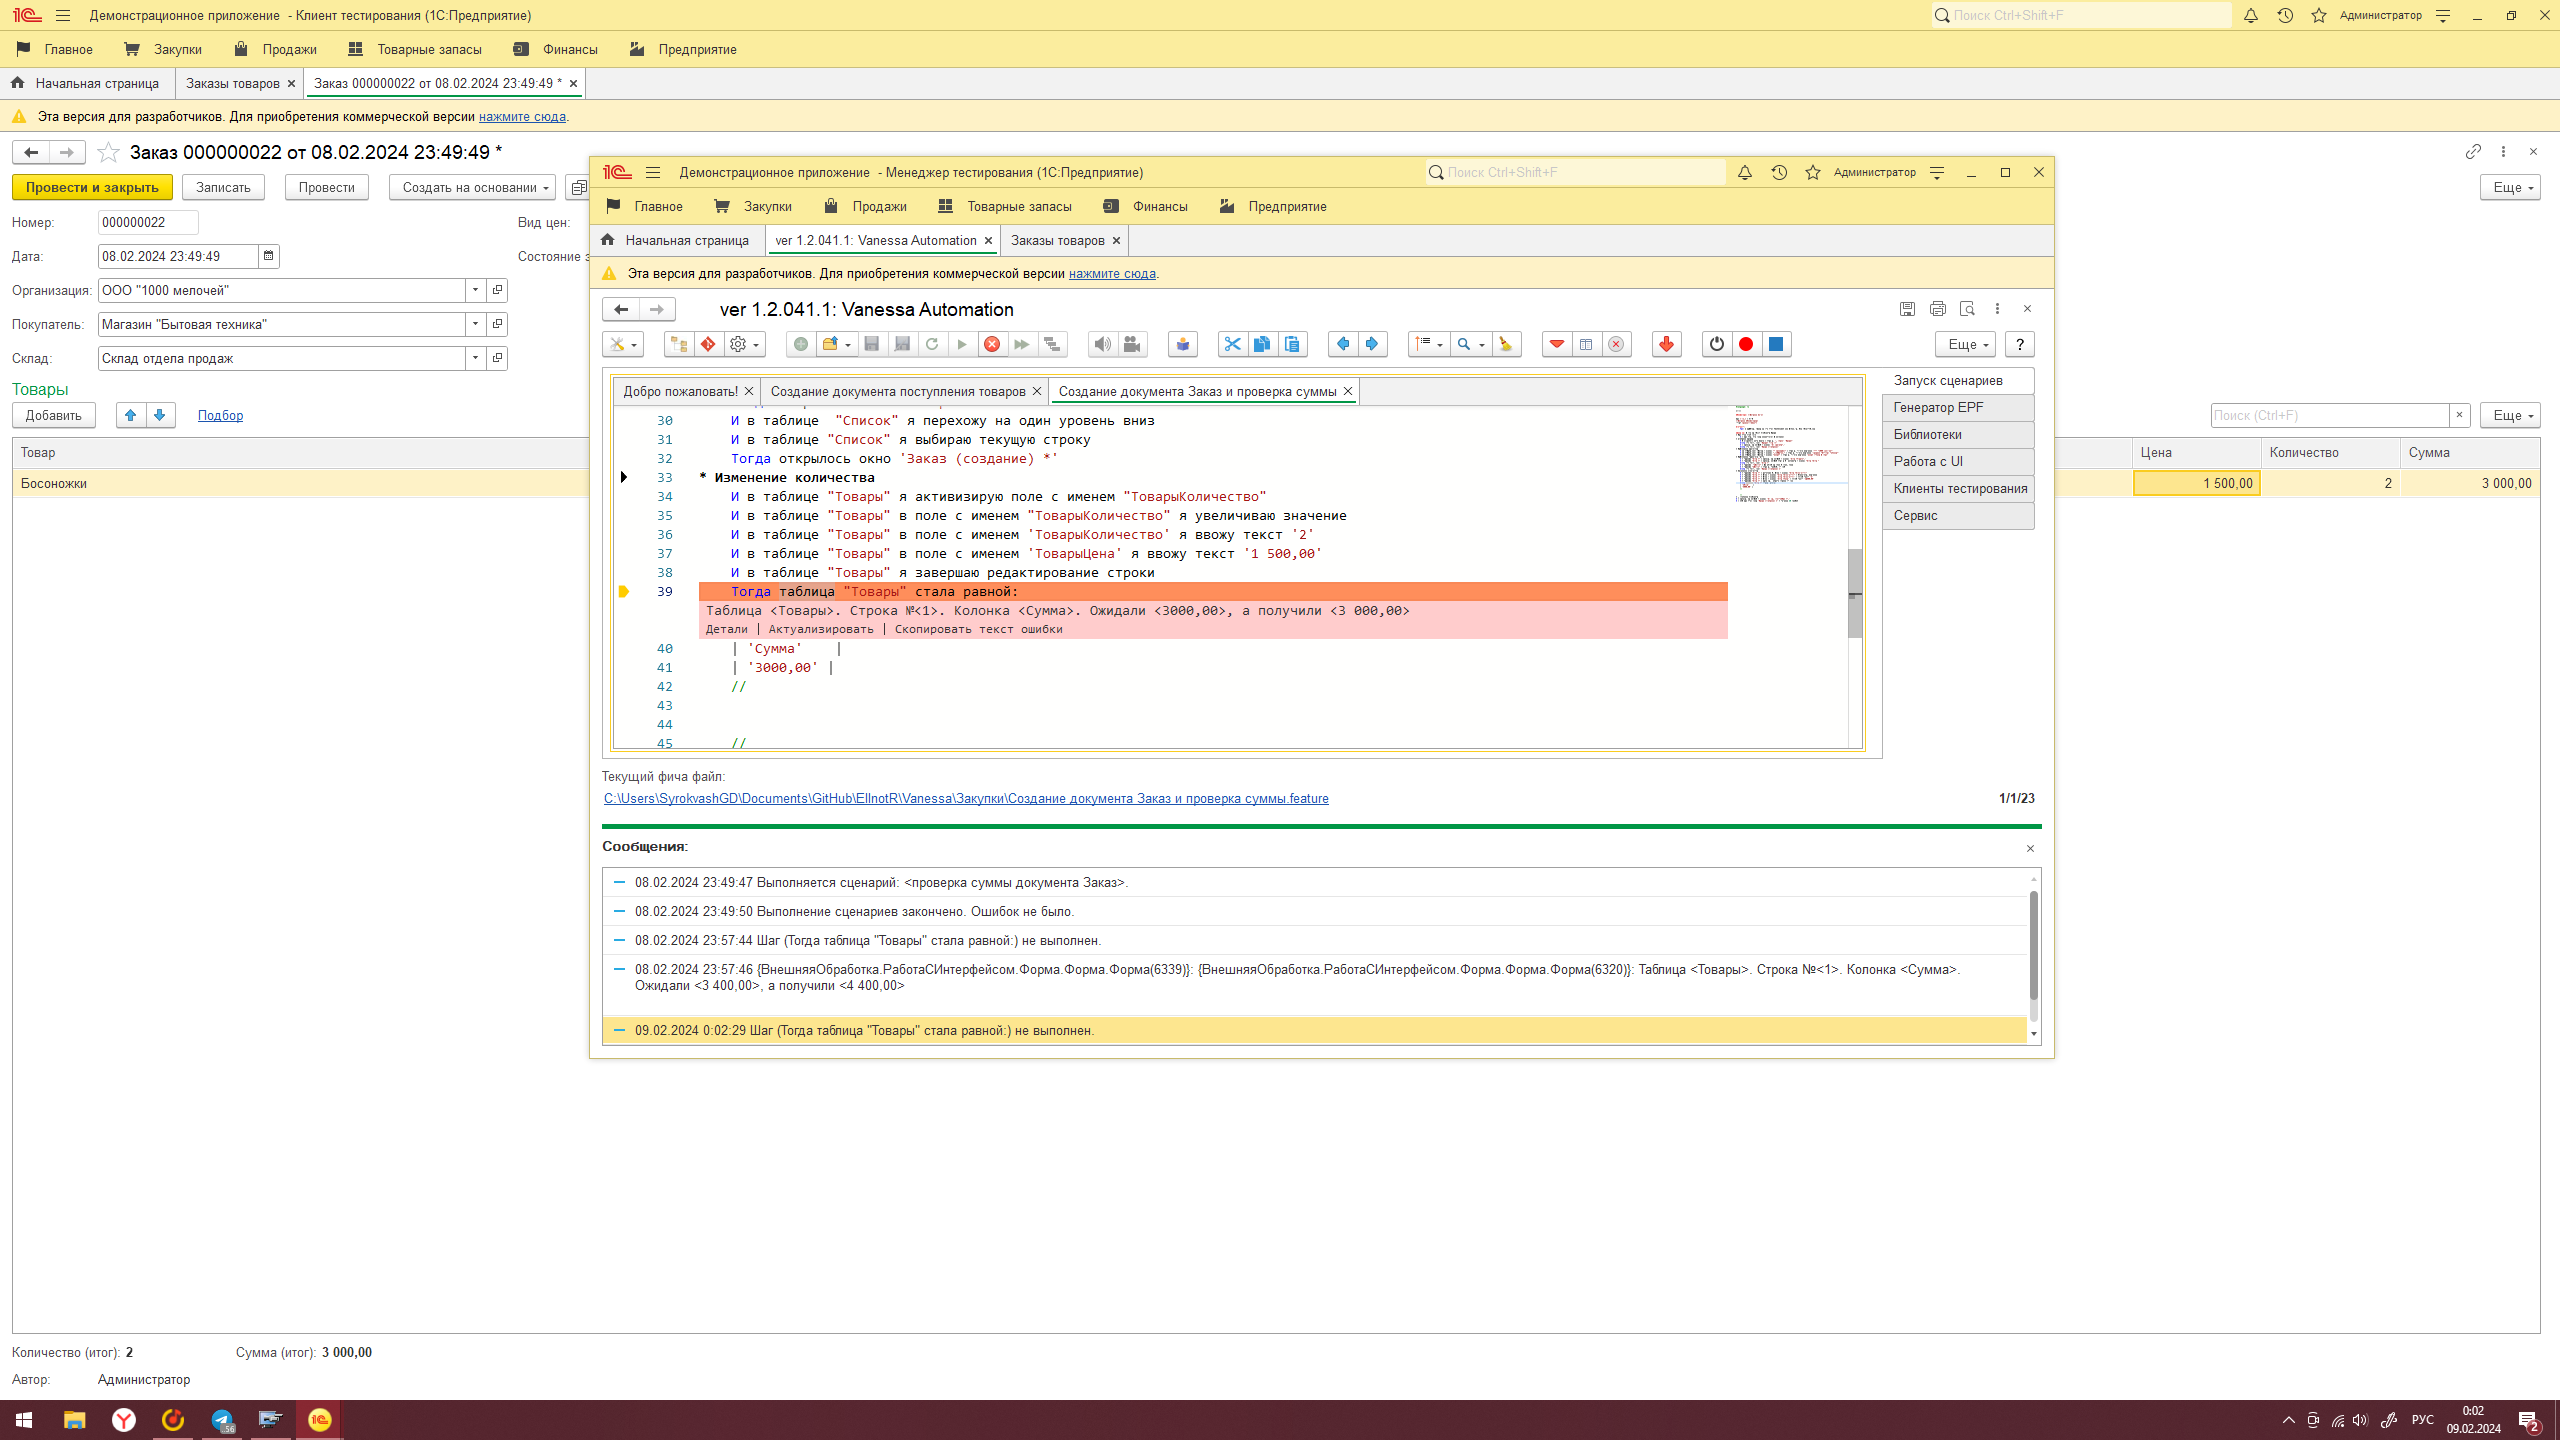 Демонстрационное приложение - Клиент тестирования (1С:Предприятие)
Поиск Ctrl+Shift+F
Администратор
Главное Закупки Продажи Товарные запасы Финансы Предприятие
Начальная страница Заказы товаров Заказ 000000022 от 08.02.2024 23:49:49 *
Эта версия для разработчиков. Для приобретения коммерческой версии нажмите сюда.
Заказ 000000022 от 08.02.2024 23:49:49 *
Провести и закрыть Записать Провести Создать на основании
Еще
Номер: 000000022
Вид цен:
Дата: 08.02.2024 23:49:49
Состояние з
Организация: ООО "1000 мелочей"
Покупатель: Магазин "Бытовая техника"
Склад: Склад отдела продаж
Товары
Добавить Подбор
Поиск (Ctrl+F)
Еще
Товар Цена Количество Сумма
Босоножки 1 500,00 2 3 000,00
Демонстрационное приложение - Менеджер тестирования (1С:Предприятие)
Поиск Ctrl+Shift+F
Администратор
Главное Закупки Продажи Товарные запасы Финансы Предприятие
Начальная страница ver 1.2.041.1: Vanessa Automation Заказы товаров
Эта версия для разработчиков. Для приобретения коммерческой версии нажмите сюда.
ver 1.2.041.1: Vanessa Automation
Еще ?
Добро пожаловать! Создание документа поступления товаров Создание документа Заказ и проверка суммы
30 И в таблице "Список" я перехожу на один уровень вниз
31 И в таблице "Список" я выбираю текущую строку
32 Тогда открылось окно 'Заказ (создание) *'
33 * Изменение количества
34 И в таблице "Товары" я активизирую поле с именем "ТоварыКоличество"
35 И в таблице "Товары" в поле с именем "ТоварыКоличество" я увеличиваю значение
36 И в таблице "Товары" в поле с именем 'ТоварыКоличество' я ввожу текст '2'
37 И в таблице "Товары" в поле с именем 'ТоварыЦена' я ввожу текст '1 500,00'
38 И в таблице "Товары" я завершаю редактирование строки
39 Тогда таблица "Товары" стала равной:
Таблица <Товары>. Строка №<1>. Колонка <Сумма>. Ожидали <3000,00>, а получили <3 000,00>
Детали | Актуализировать | Скопировать текст ошибки
40 | 'Сумма' |
41 | '3000,00' |
42 //
43
44
45 //
Запуск сценариев
Генератор EPF
Библиотеки
Работа с UI
Клиенты тестирования
Сервис
Текущий фича файл:
C:\Users\SyrokvashGD\Documents\GitHub\EllnotR\Vanessa\Закупки\Создание документа Заказ и проверка суммы.feature
1/1/23
Сообщения:
08.02.2024 23:49:47 Выполняется сценарий: <проверка суммы документа Заказ>.
08.02.2024 23:49:50 Выполнение сценариев закончено. Ошибок не было.
08.02.2024 23:57:44 Шаг (Тогда таблица "Товары" стала равной:) не выполнен.
08.02.2024 23:57:46 {ВнешняяОбработка.РаботаСИнтерфейсом.Форма.Форма.Форма(6339)}: {ВнешняяОбработка.РаботаСИнтерфейсом.Форма.Форма.Форма(6320)}: Таблица <Товары>. Строка №<1>. Колонка <Сумма>.
Ожидали <3 400,00>, а получили <4 400,00>
09.02.2024 0:02:29 Шаг (Тогда таблица "Товары" стала равной:) не выполнен.
Количество (итог): 2 Сумма (итог): 3 000,00
Автор: Администратор
56
РУС
0:02
09.02.2024
2